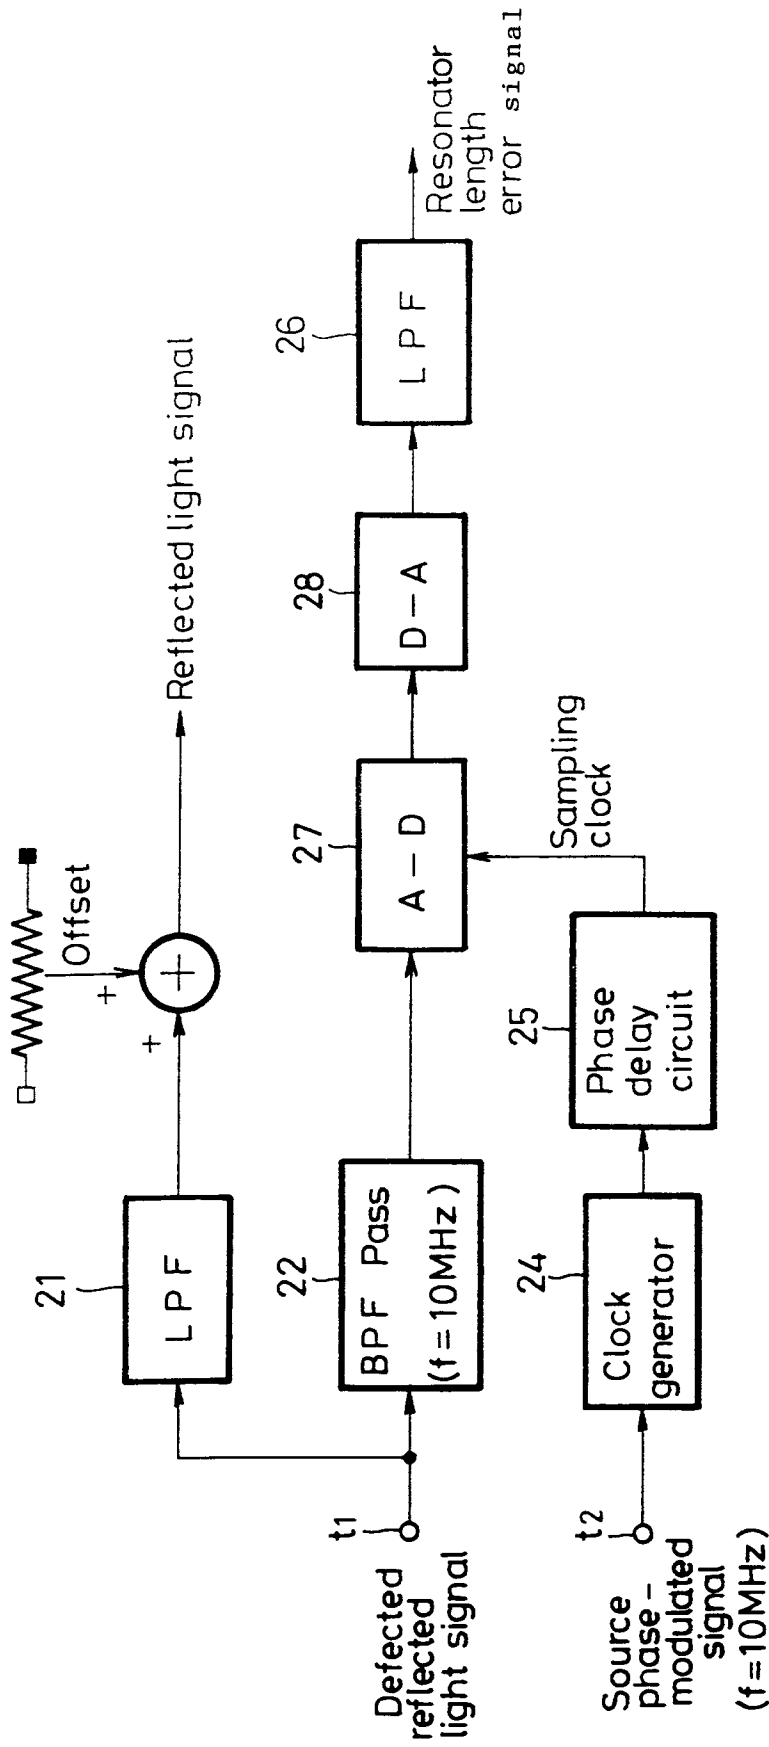 Offset
+
+
+
Reflected light signal
21
LPF
t1
Defected
reflected
light signal
22
BPF Pass
(f=10MHz)
27
A-D
28
D-A
26
LPF
Resonator
length
error signal
Sampling
clock
t2
Source
phase-
modulated
signal
(f=10MHz)
24
Clock
generator
25
Phase
delay
circuit